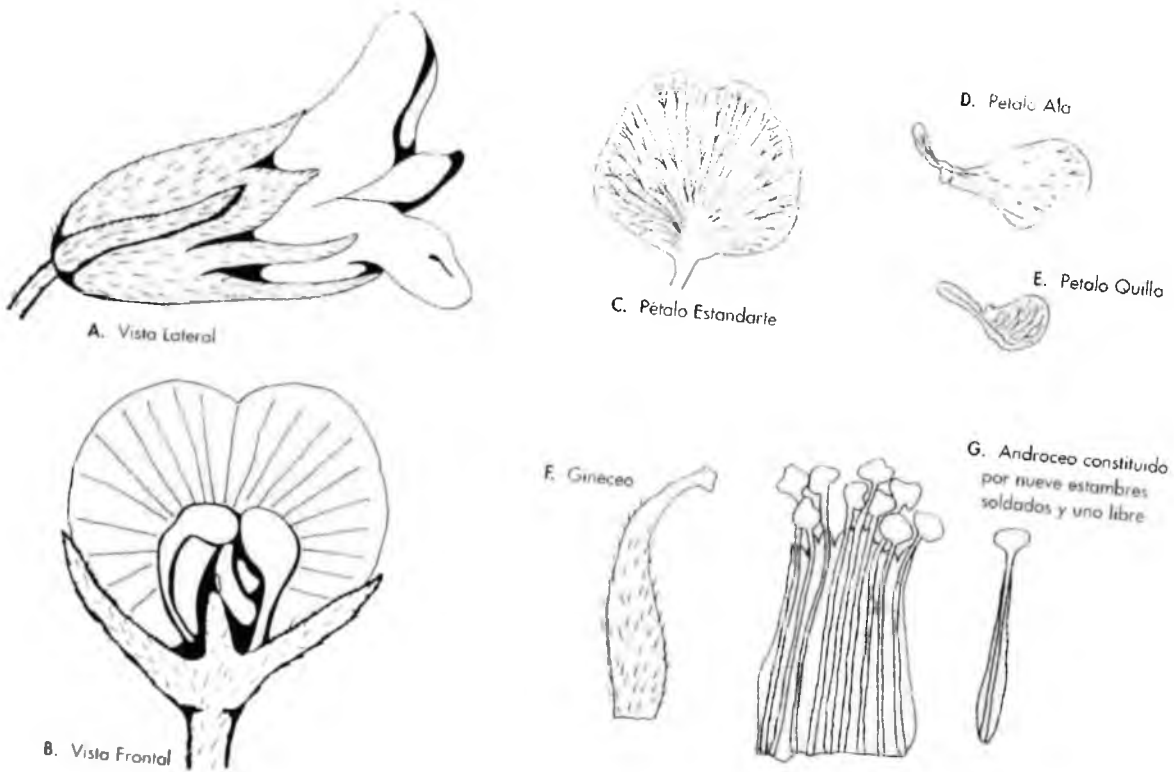 A. Vista Lateral
B. Vista Frontal
C. Pétalo Estandarte
D. Petalo Ala
E. Petalo Quilla
F. Gineceo
G. Androceo constituido
por nueve estambres
soldados y uno libre